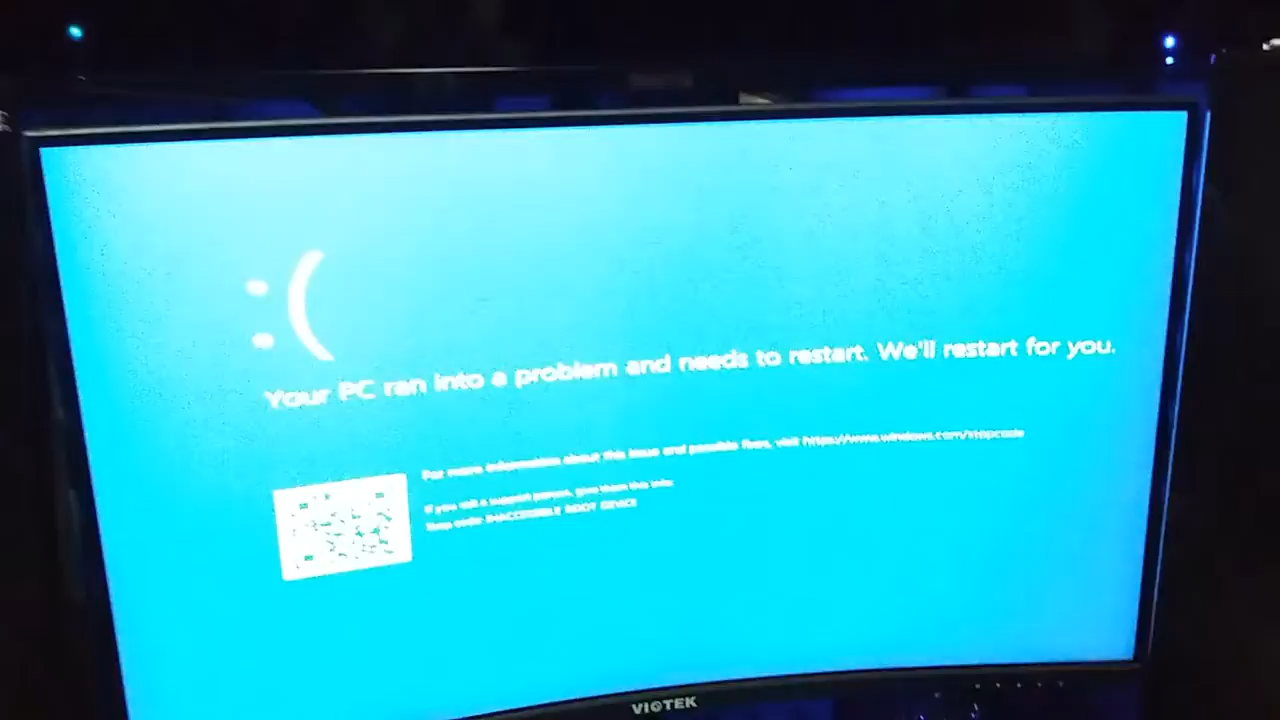 :(
Your PC ran into a problem and needs to restart. We'll restart for you.
For more information about this issue and possible fixes, visit https://www.windows.com/stopcode
If you call a support person, give them this info:
Stop code: INACCESSIBLE BOOT DEVICE
VIOTEK